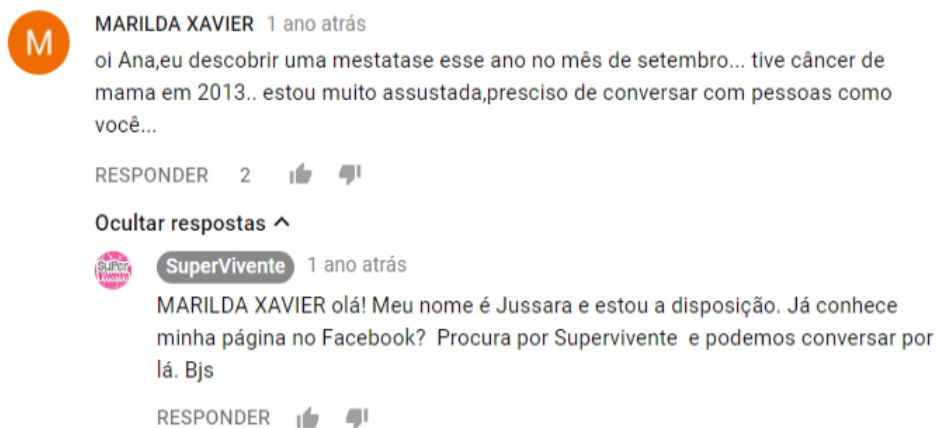 M
MARILDA XAVIER 1 ano atrás
oi Ana,eu descobrir uma mestatase esse ano no mês de setembro... tive câncer de
mama em 2013.. estou muito assustada,presciso de conversar com pessoas como
você...
RESPONDER 2
Ocultar respostas
SuPer
Vivente
SuperVivente 1 ano atrás
MARILDA XAVIER olá! Meu nome é Jussara e estou a disposição. Já conhece
minha página no Facebook? Procura por Supervivente e podemos conversar por
lá. Bjs
RESPONDER